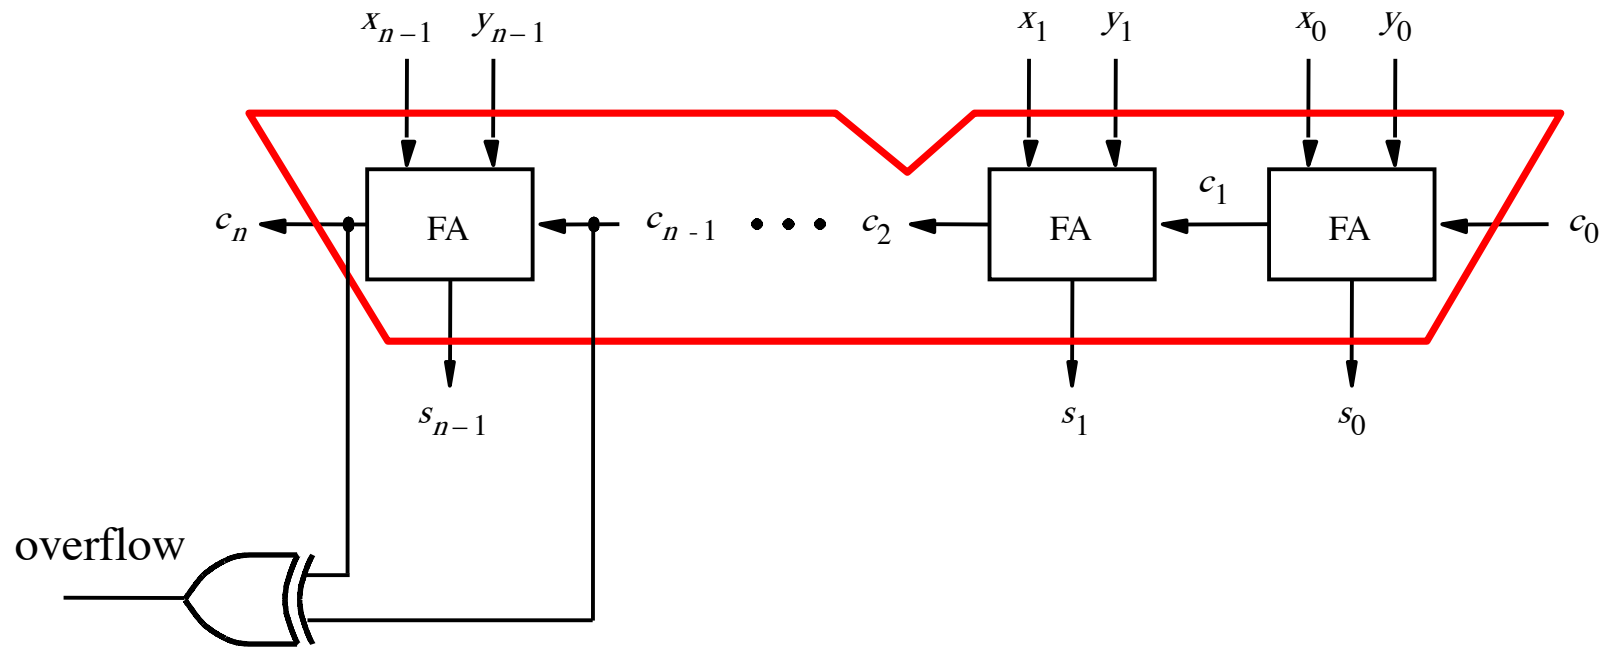 x_{n−1} y_{n−1} x_1 y_1 x_0 y_0
c_n FA c_{n-1} • • • c_2 FA c_1 FA c_0
s_{n−1} s_1 s_0
overflow